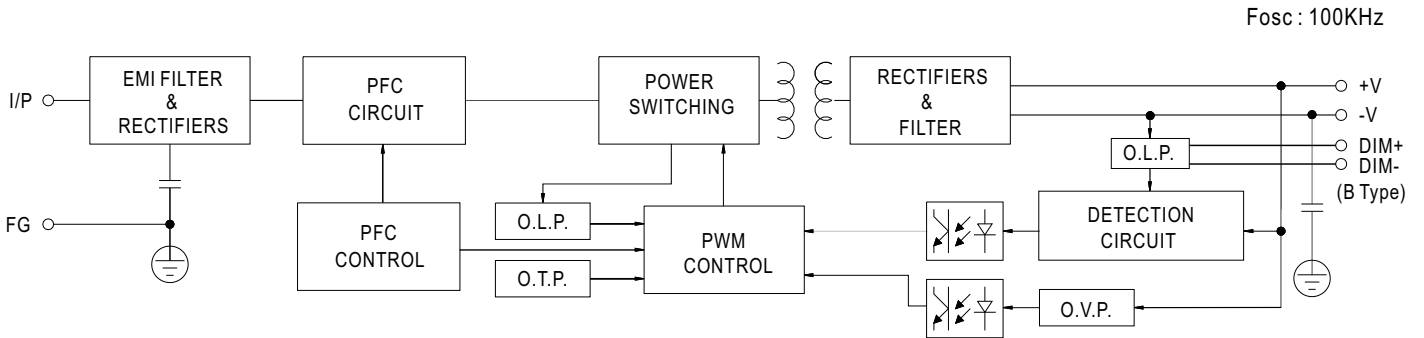 Fosc : 100KHz
I/P
EMI FILTER
&
RECTIFIERS
PFC
CIRCUIT
POWER
SWITCHING
RECTIFIERS
&
FILTER
+V
-V
DIM+
DIM-
(B Type)
O.L.P.
FG
PFC
CONTROL
O.L.P.
O.T.P.
PWM
CONTROL
DETECTION
CIRCUIT
O.V.P.